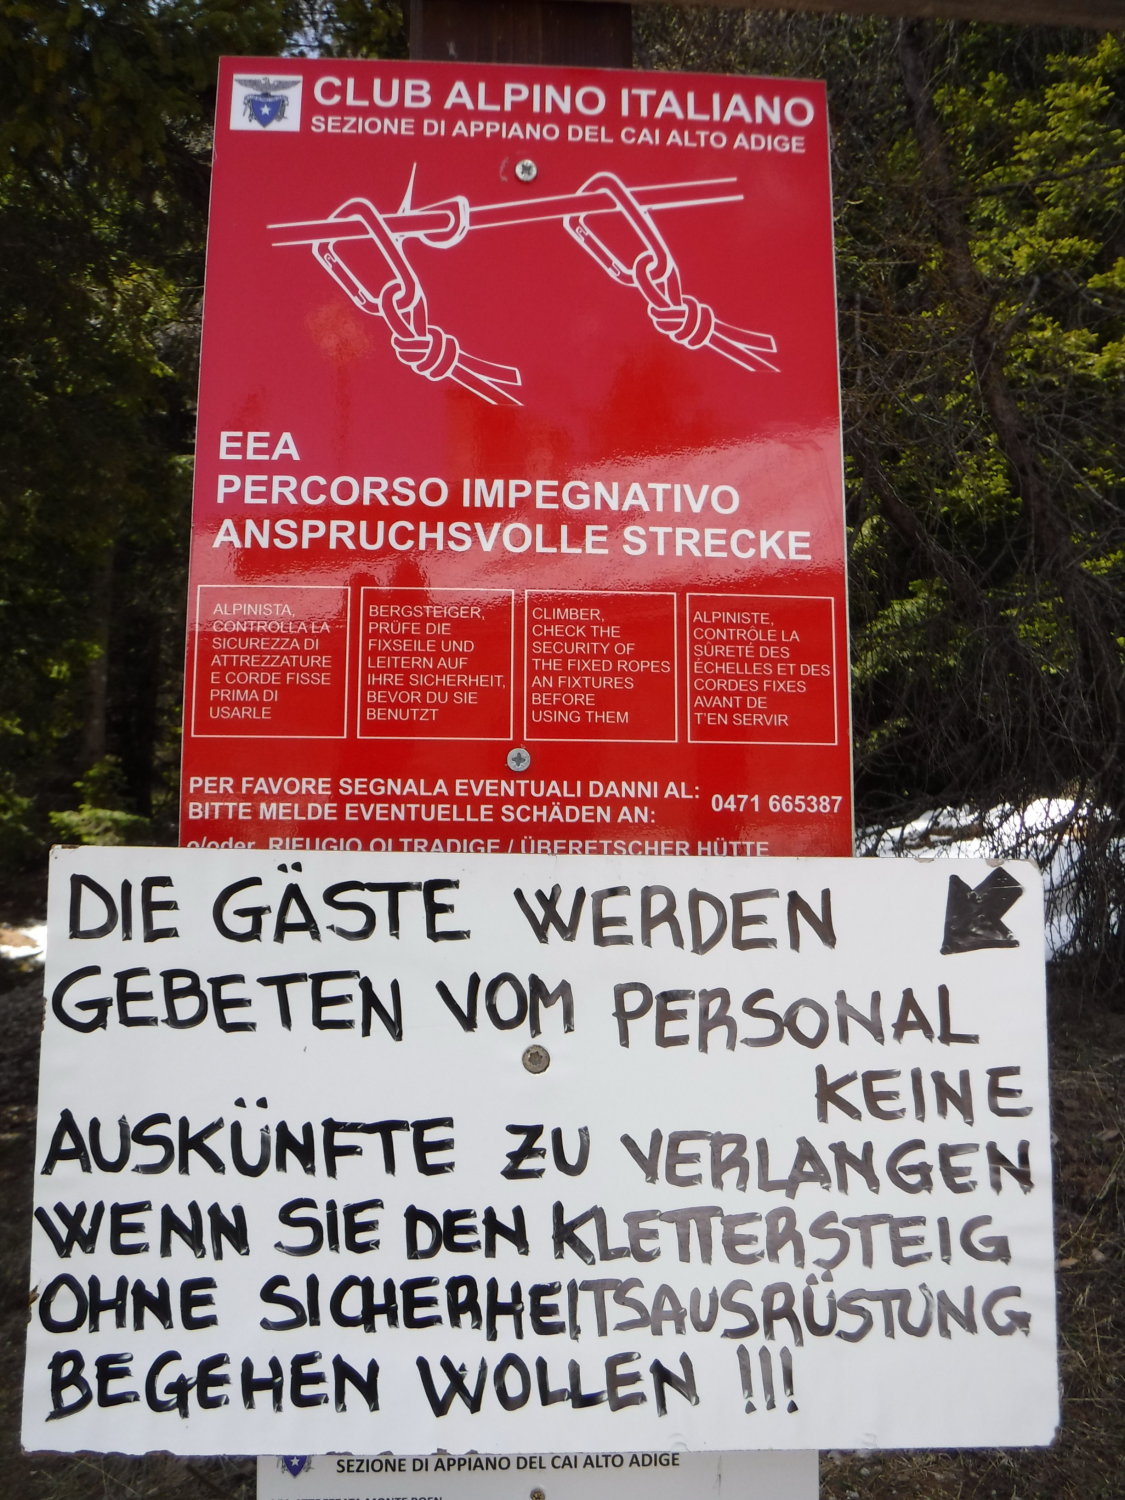 CLUB ALPINO ITALIANO
SEZIONE DI APPIANO DEL CAI ALTO ADIGE
EEA
PERCORSO IMPEGNATIVO
ANSPRUCHSVOLLE STRECKE
ALPINISTA,
CONTROLLA LA
SICUREZZA DI
ATTREZZATURE
E CORDE FISSE
PRIMA DI
USARLE
BERGSTEIGER,
PRÜFE DIE
FIXSEILE UND
LEITERN AUF
IHRE SICHERHEIT,
BEVOR DU SIE
BENUTZT
CLIMBER,
CHECK THE
SECURITY OF
THE FIXED ROPES
AN FIXTURES
BEFORE
USING THEM
ALPINISTE,
CONTRÔLE LA
SÛRETÉ DES
ÉCHELLES ET DES
CORDES FIXES
AVANT DE
T'EN SERVIR
PER FAVORE SEGNALA EVENTUALI DANNI AL:
BITTE MELDE EVENTUELLE SCHÄDEN AN:
0471 665387
o/oder RIFUGIO OLTRADIGE / ÜBERETSCHER HÜTTE
DIE GÄSTE WERDEN
GEBETEN VOM PERSONAL
KEINE
AUSKÜNFTE ZU VERLANGEN
WENN SIE DEN KLETTERSTEIG
OHNE SICHERHEITSAUSRÜSTUNG
BEGEHEN WOLLEN !!!
SEZIONE DI APPIANO DEL CAI ALTO ADIGE